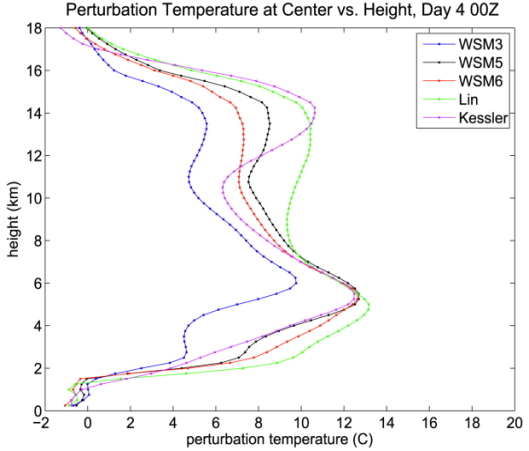 Perturbation Temperature at Center vs. Height, Day 4 00Z
18
16
14
12
10
8
6
4
2
0
height (km)
WSM3
WSM5
WSM6
Lin
Kessler
−2 0 2 4 6 8 10 12 14 16 18 20
perturbation temperature (C)